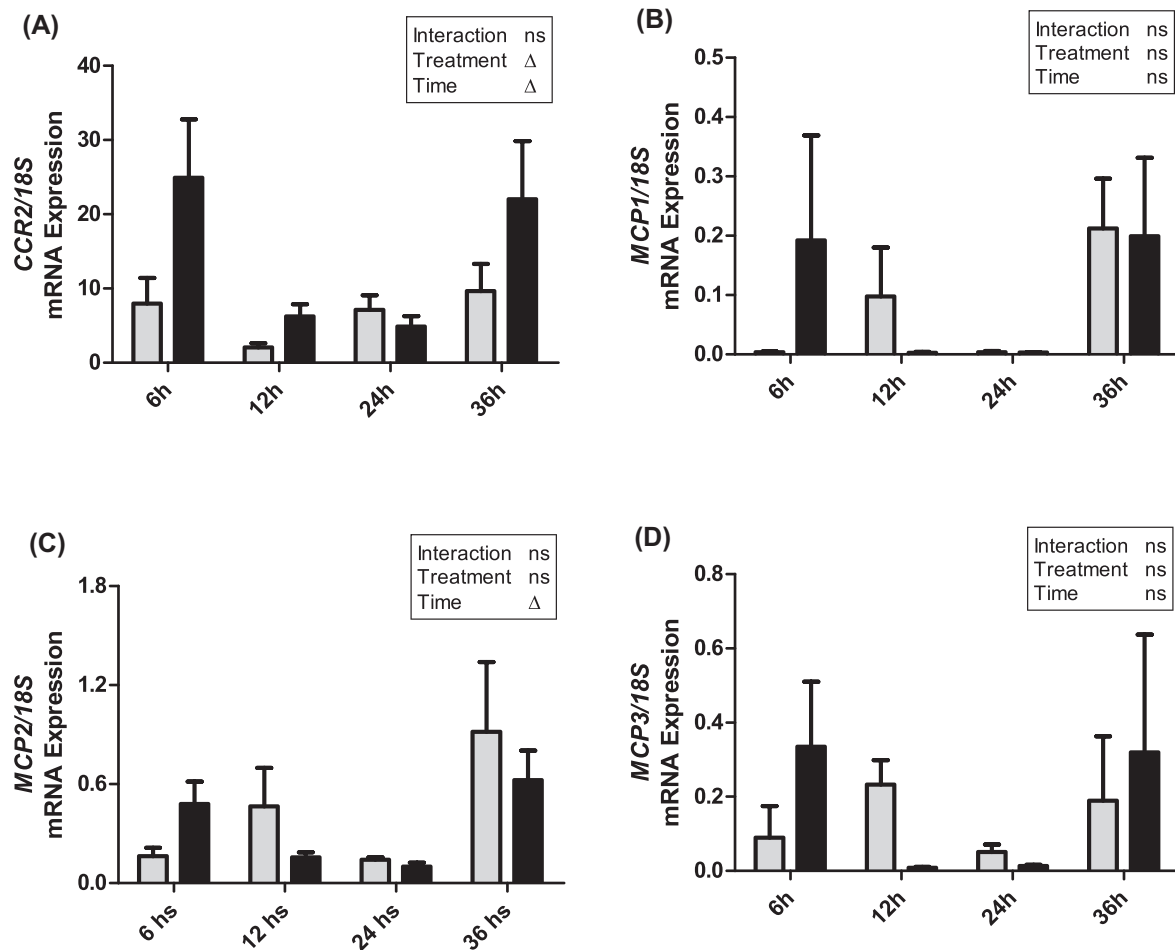 (A)
Interaction ns
Treatment Δ
Time Δ
CCR2/18S
mRNA Expression
40
30
20
10
0
6h
12h
24h
36h
(B)
Interaction ns
Treatment ns
Time ns
MCP1/18S
mRNA Expression
0.5
0.4
0.3
0.2
0.1
0.0
6h
12h
24h
36h
(C)
Interaction ns
Treatment ns
Time Δ
MCP2/18S
mRNA Expression
1.8
1.2
0.6
0.0
6 hs
12 hs
24 hs
36 hs
(D)
Interaction ns
Treatment ns
Time ns
MCP3/18S
mRNA Expression
0.8
0.6
0.4
0.2
0.0
6h
12h
24h
36h